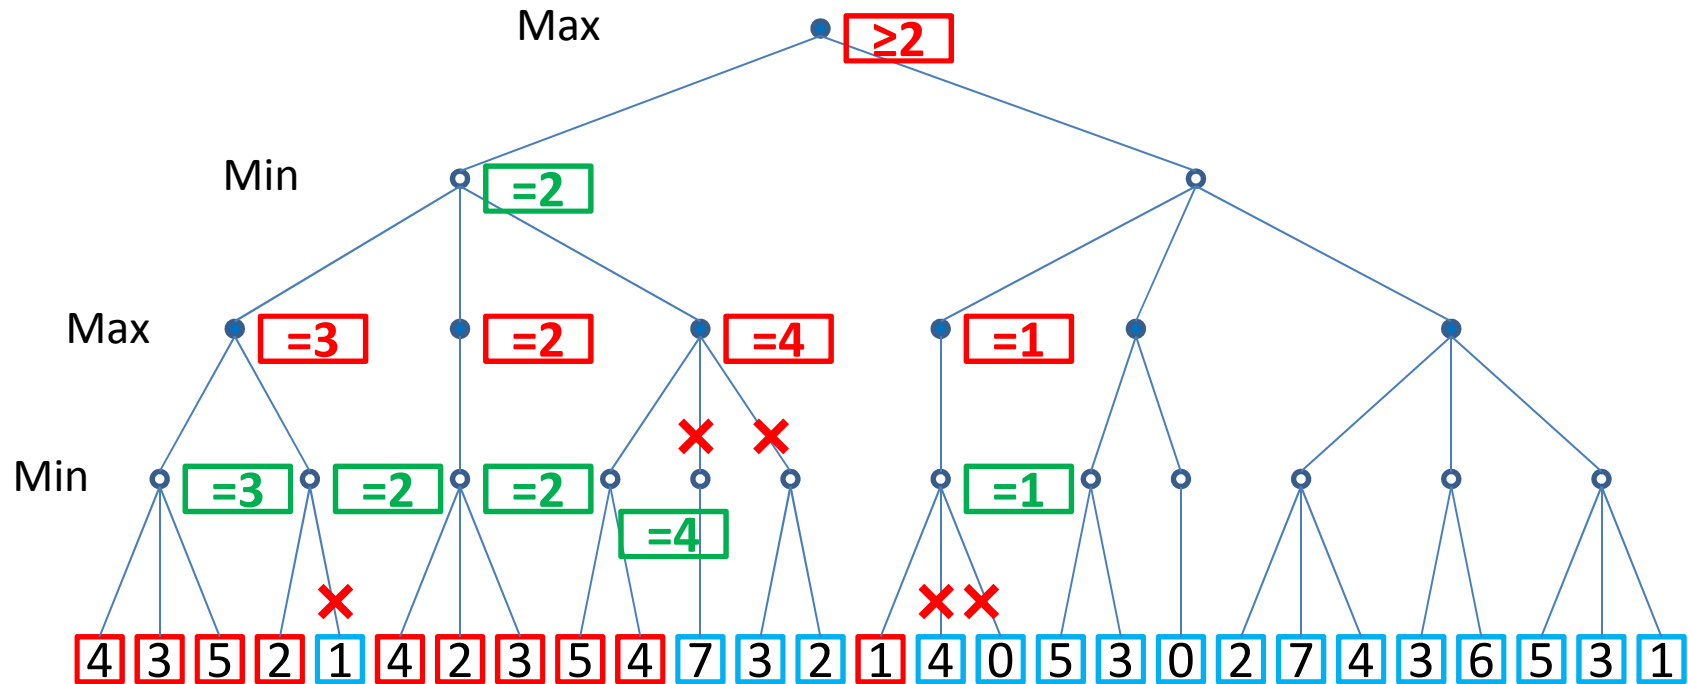 Max ≥2
Min =2
Max =3 =2 =4 =1
Min =3 =2 =2 =1
=4
4 3 5 2 1 4 2 3 5 4 7 3 2 1 4 0 5 3 0 2 7 4 3 6 5 3 1